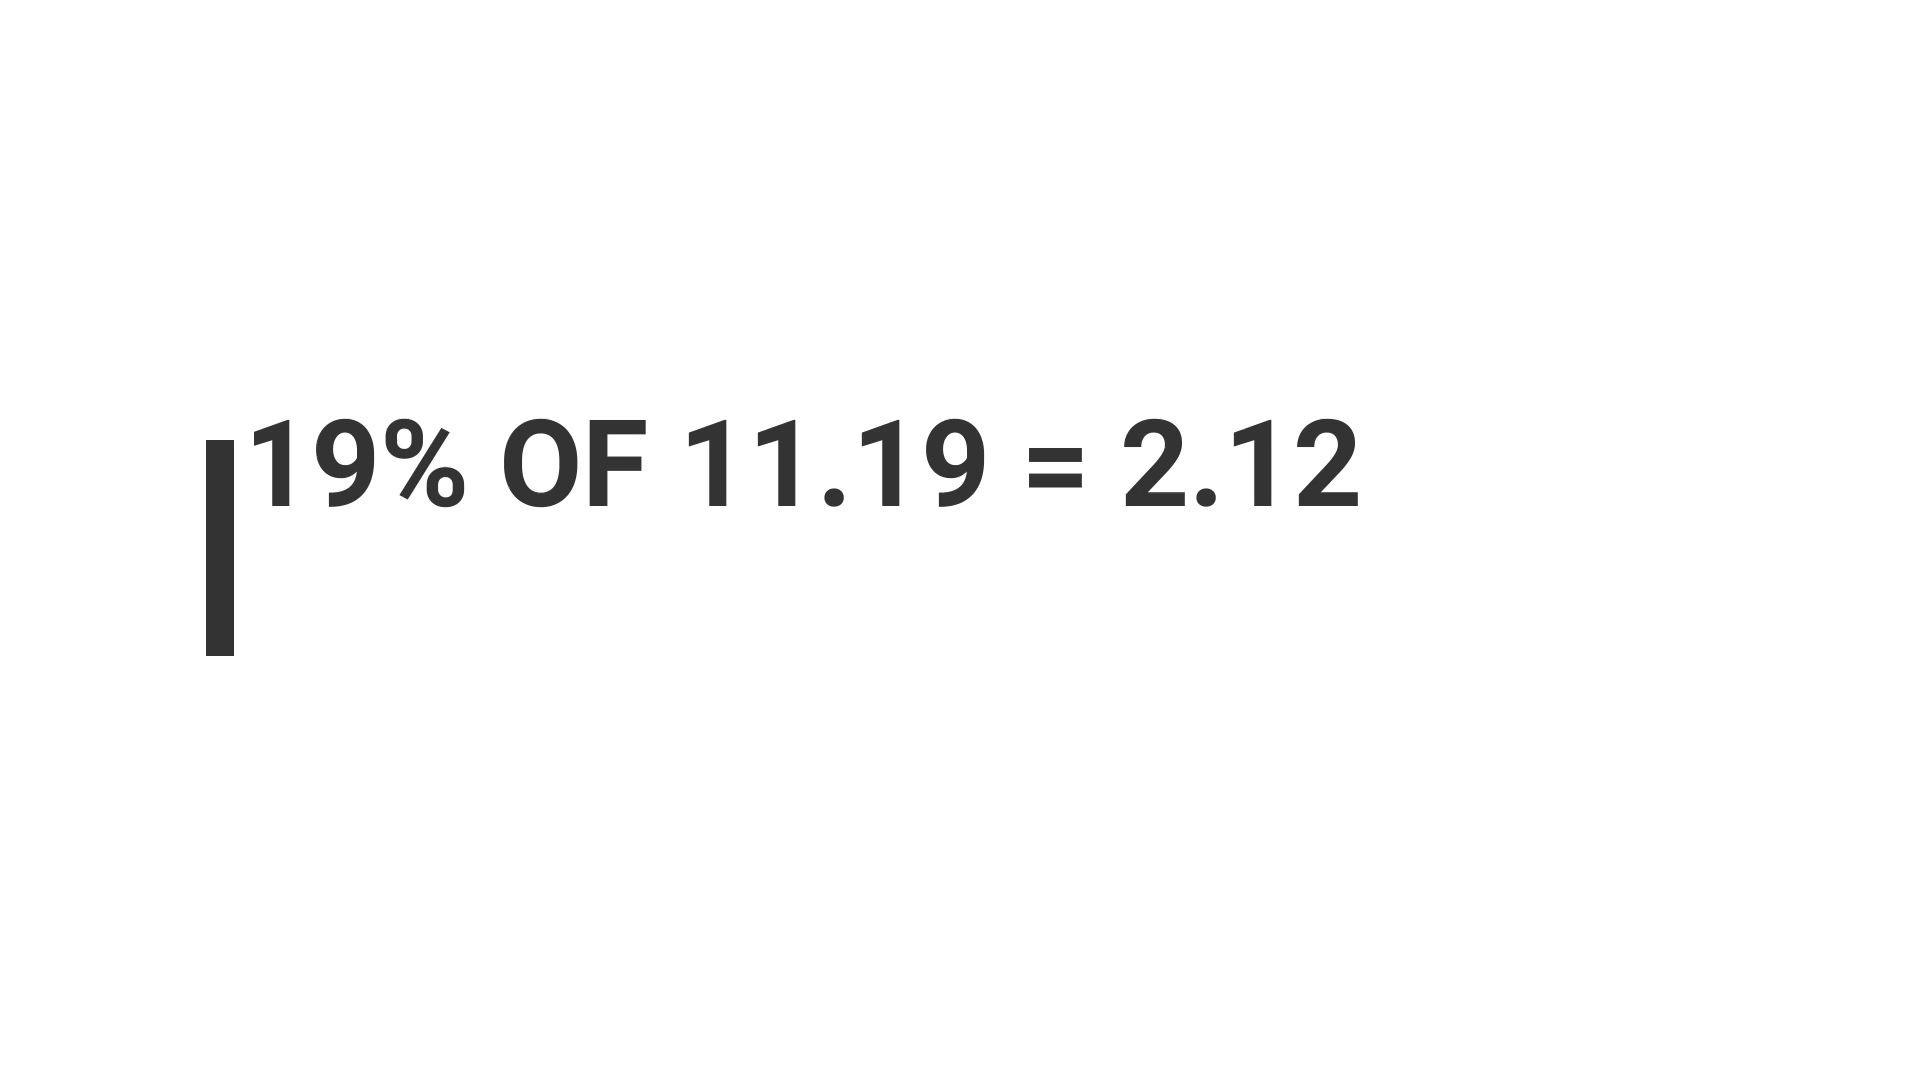 19% OF 11.19 = 2.12